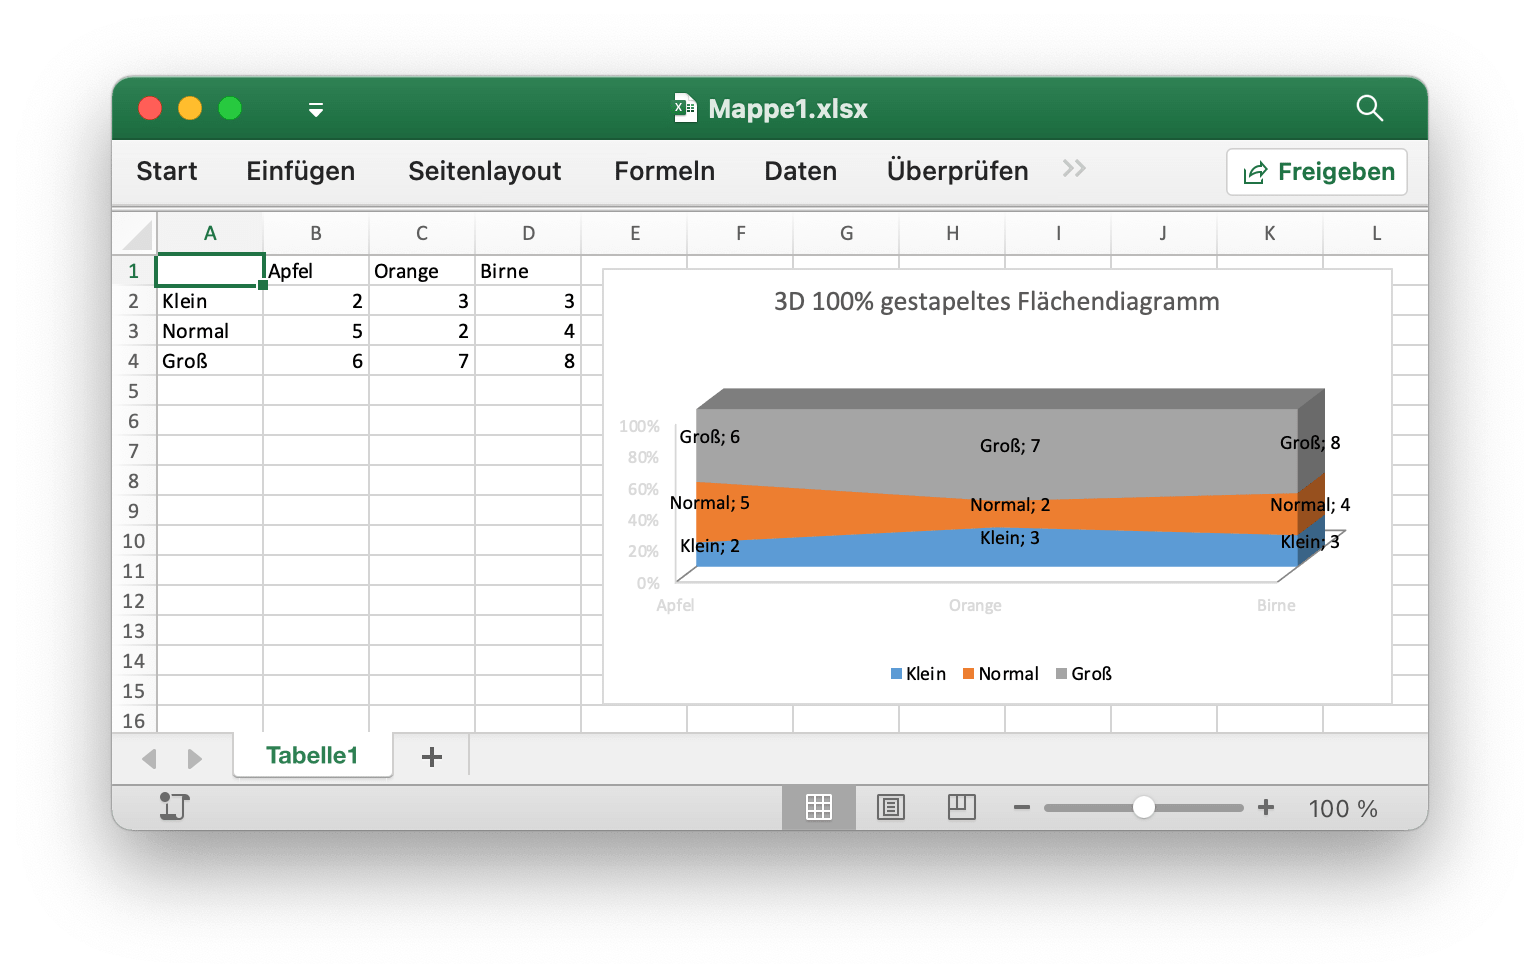 Mappe1.xlsx
Start Einfügen Seitenlayout Formeln Daten Überprüfen Freigeben
A B C D E F G H I J K L
1 Apfel Orange Birne
2 Klein 2 3 3
3 Normal 5 2 4
4 Groß 6 7 8
5
6
7
8
9
10
11
12
13
14
15
16
3D 100% gestapeltes Flächendiagramm
100%
80%
60%
40%
20%
0%
Groß; 6 Groß; 7 Groß; 8
Normal; 5 Normal; 2 Normal; 4
Klein; 2 Klein; 3 Klein; 3
Apfel Orange Birne
Klein Normal Groß
Tabelle1
100 %